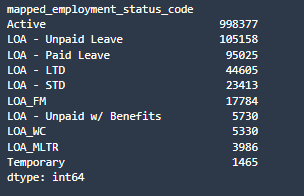 mapped_employment_status_code
Active 998377
LOA - Unpaid Leave 105158
LOA - Paid Leave 95025
LOA - LTD 44605
LOA - STD 23413
LOA_FM 17784
LOA - Unpaid w/ Benefits 5730
LOA_WC 5330
LOA_MLTR 3986
Temporary 1465
dtype: int64